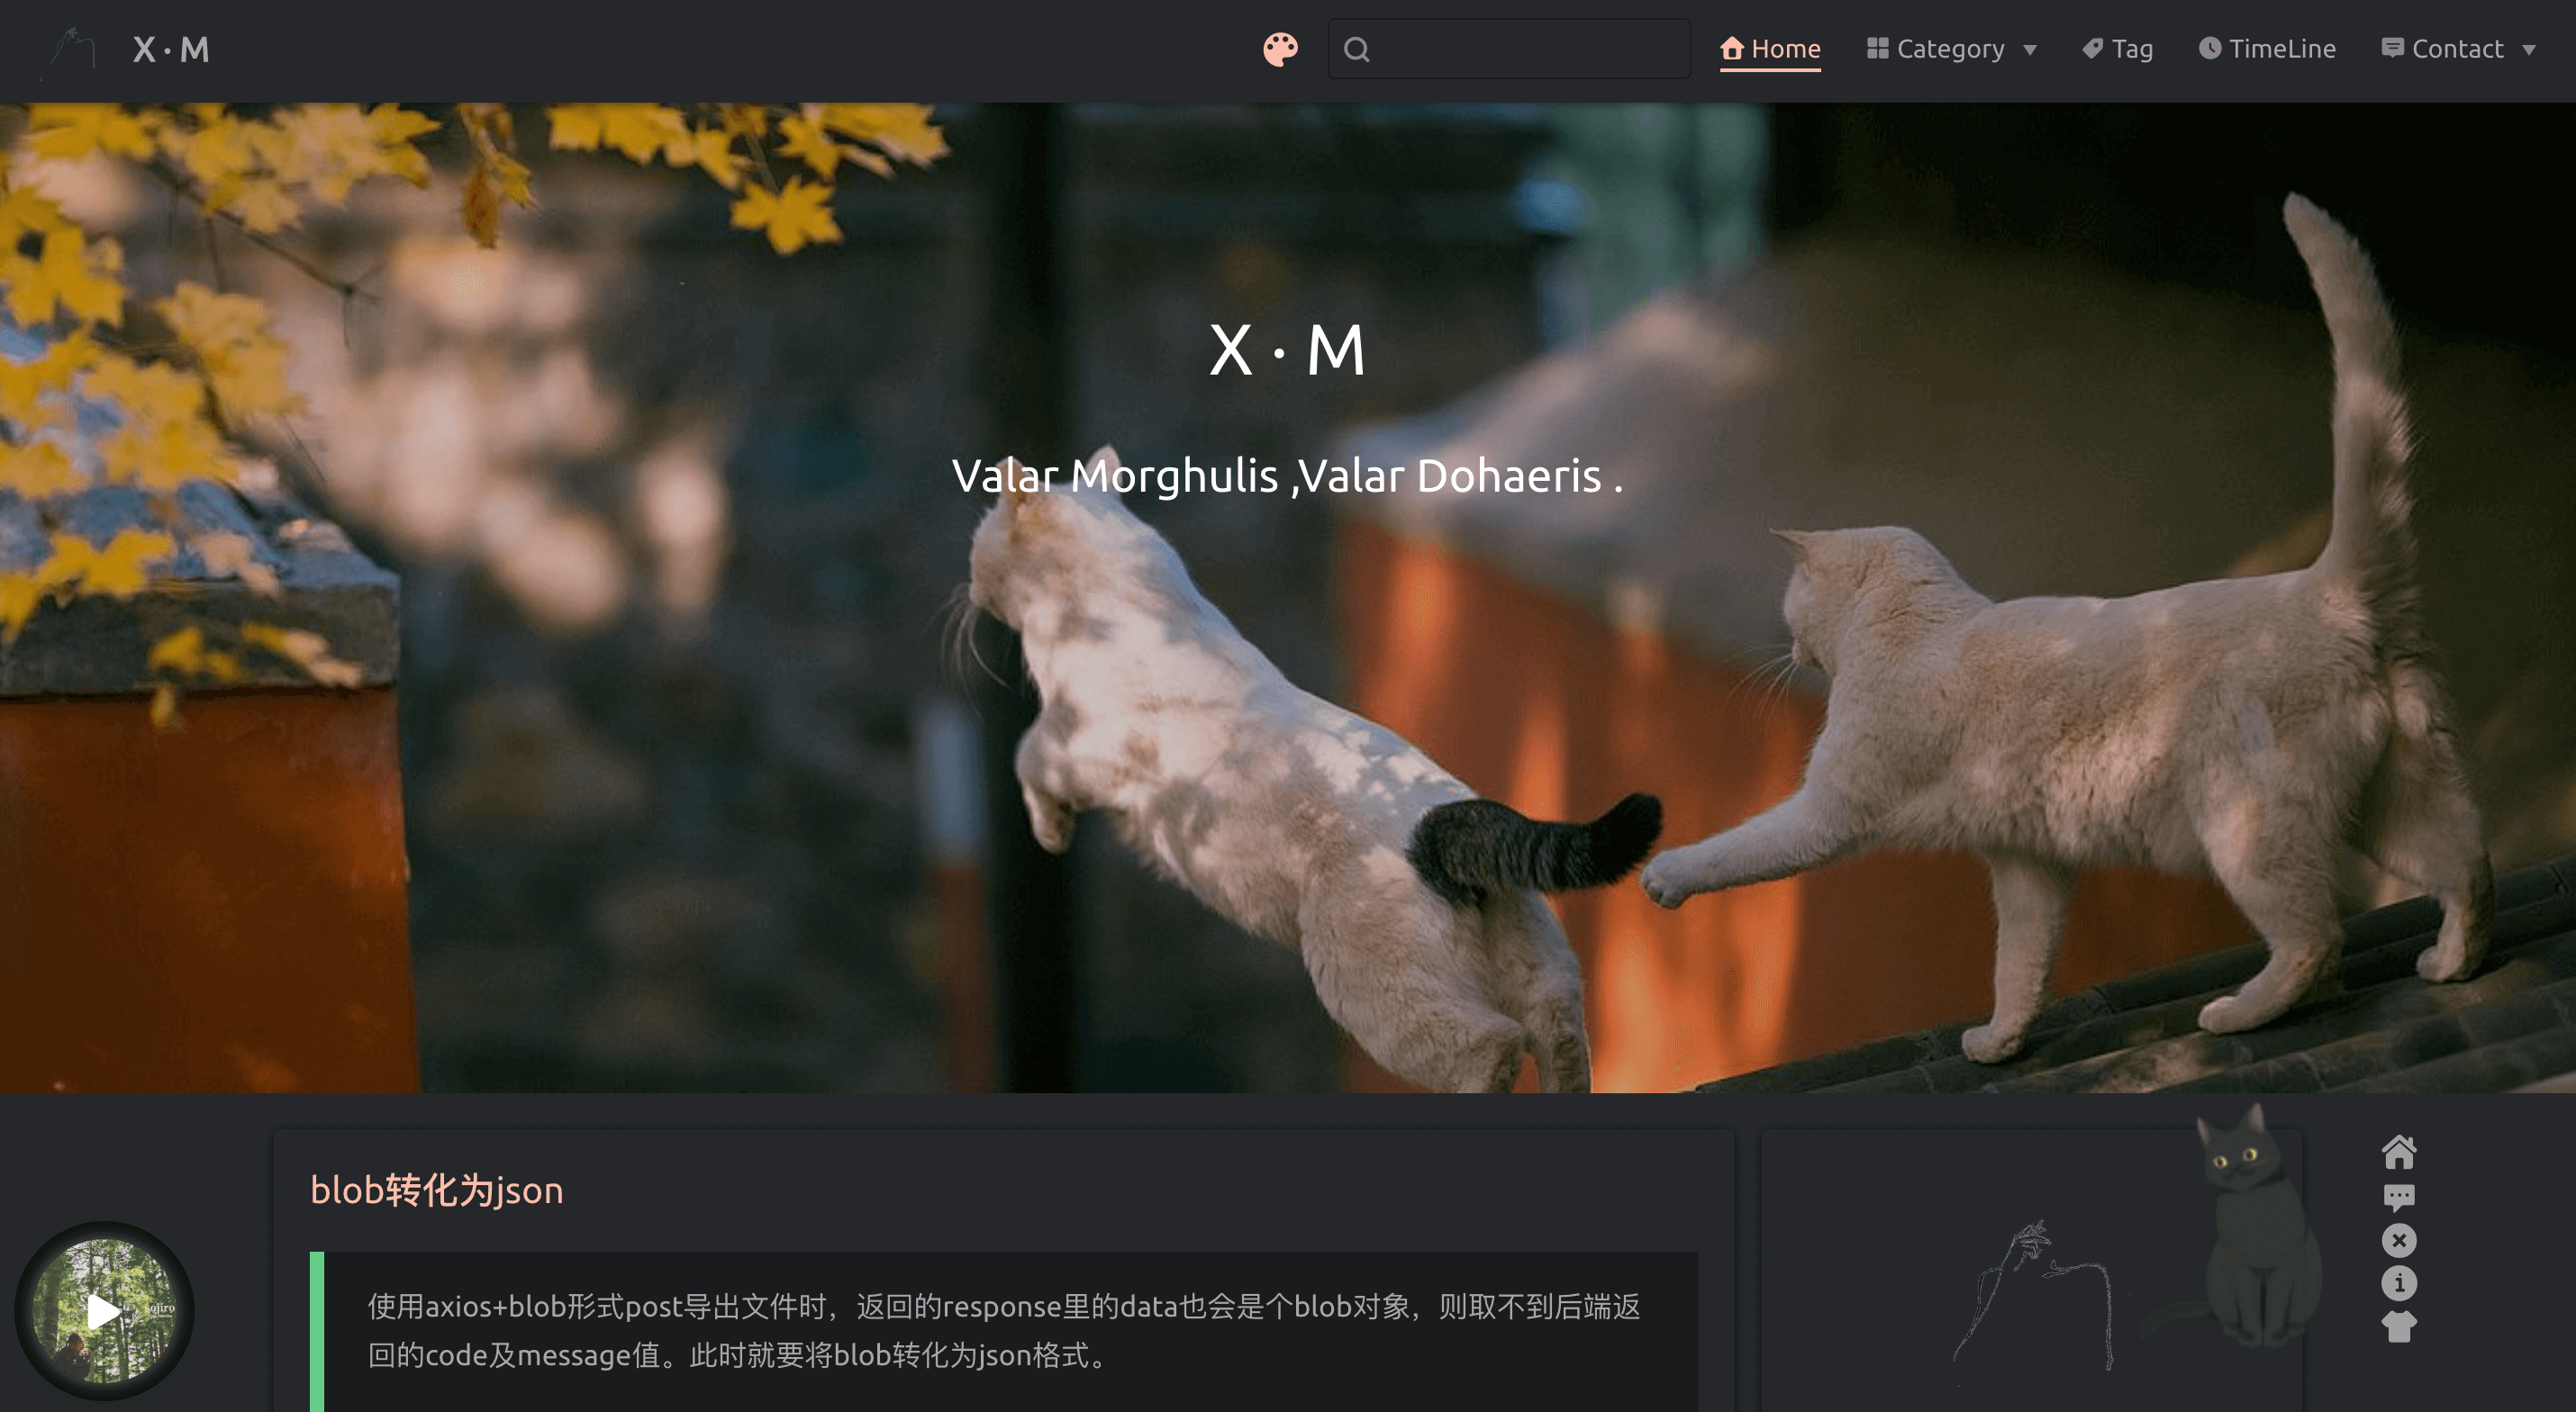 X · M
Home
Category
Tag
TimeLine
Contact
X · M
Valar Morghulis ,Valar Dohaeris .
blob转化为json
使用axios+blob形式post导出文件时，返回的response里的data也会是个blob对象，则取不到后端返
回的code及message值。此时就要将blob转化为json格式。